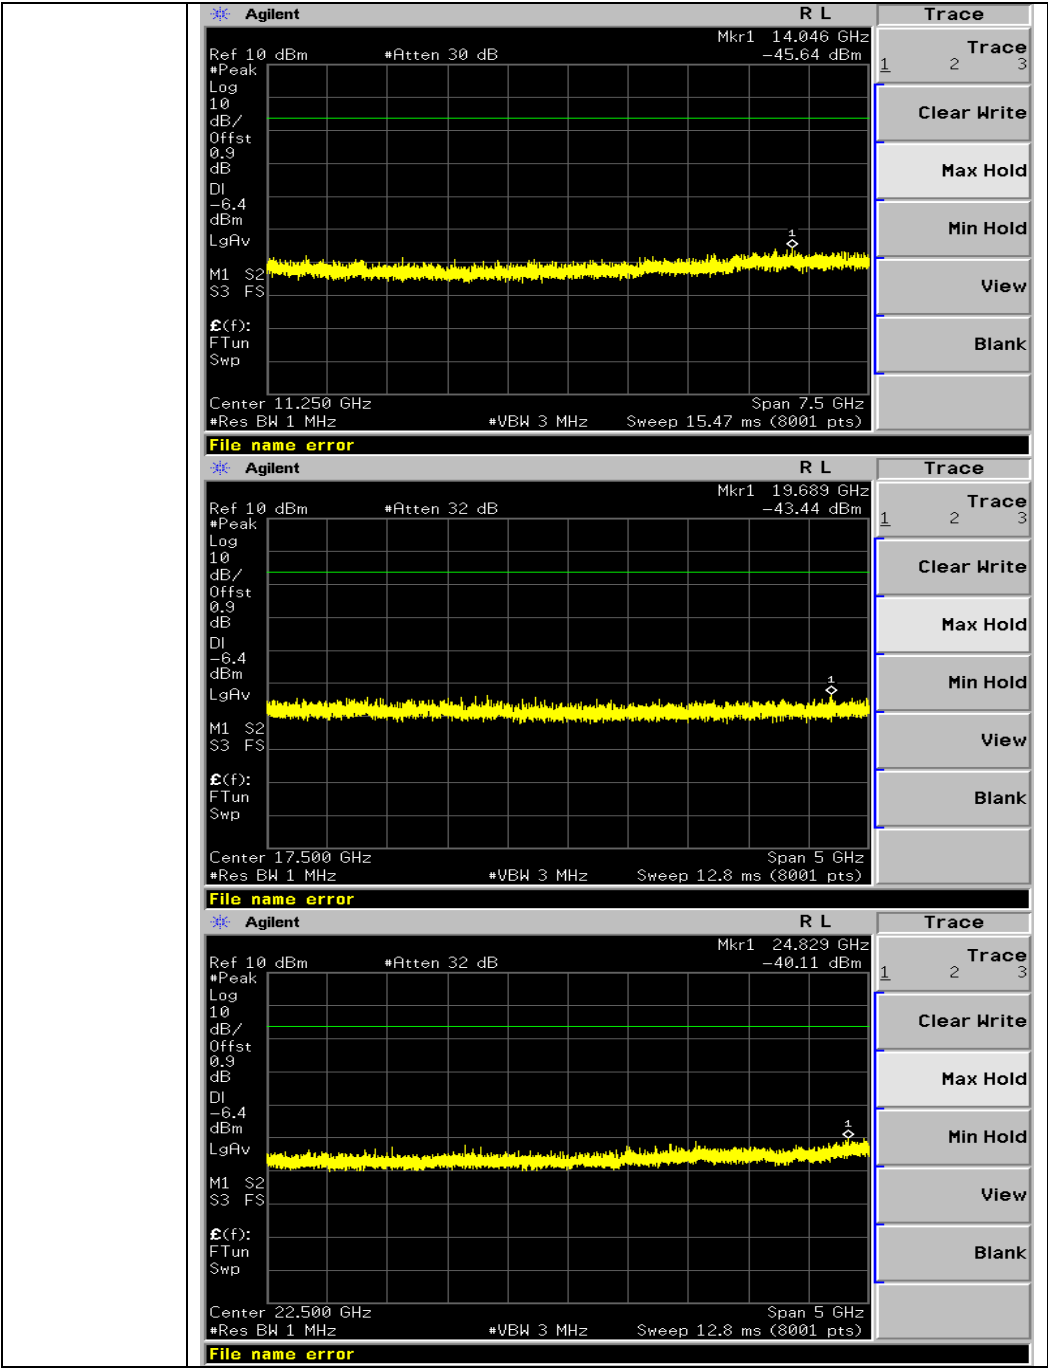 Agilent R L Trace
Mkr1 14.046 GHz
Ref 10 dBm #Atten 30 dB -45.64 dBm
Trace
1 2 3
#Peak
Log
10
dB/
Offst
0.9
dB
DI
-6.4
dBm
LgAv
M1 S2
S3 FS
£(f):
FTun
Swp
1
Clear Write
Max Hold
Min Hold
View
Blank
Center 11.250 GHz Span 7.5 GHz
#Res BW 1 MHz #VBW 3 MHz Sweep 15.47 ms (8001 pts)
File name error
Agilent R L Trace
Mkr1 19.689 GHz
Ref 10 dBm #Atten 32 dB -43.44 dBm
Trace
1 2 3
#Peak
Log
10
dB/
Offst
0.9
dB
DI
-6.4
dBm
LgAv
M1 S2
S3 FS
£(f):
FTun
Swp
1
Clear Write
Max Hold
Min Hold
View
Blank
Center 17.500 GHz Span 5 GHz
#Res BW 1 MHz #VBW 3 MHz Sweep 12.8 ms (8001 pts)
File name error
Agilent R L Trace
Mkr1 24.829 GHz
Ref 10 dBm #Atten 32 dB -40.11 dBm
Trace
1 2 3
#Peak
Log
10
dB/
Offst
0.9
dB
DI
-6.4
dBm
LgAv
M1 S2
S3 FS
£(f):
FTun
Swp
1
Clear Write
Max Hold
Min Hold
View
Blank
Center 22.500 GHz Span 5 GHz
#Res BW 1 MHz #VBW 3 MHz Sweep 12.8 ms (8001 pts)
File name error